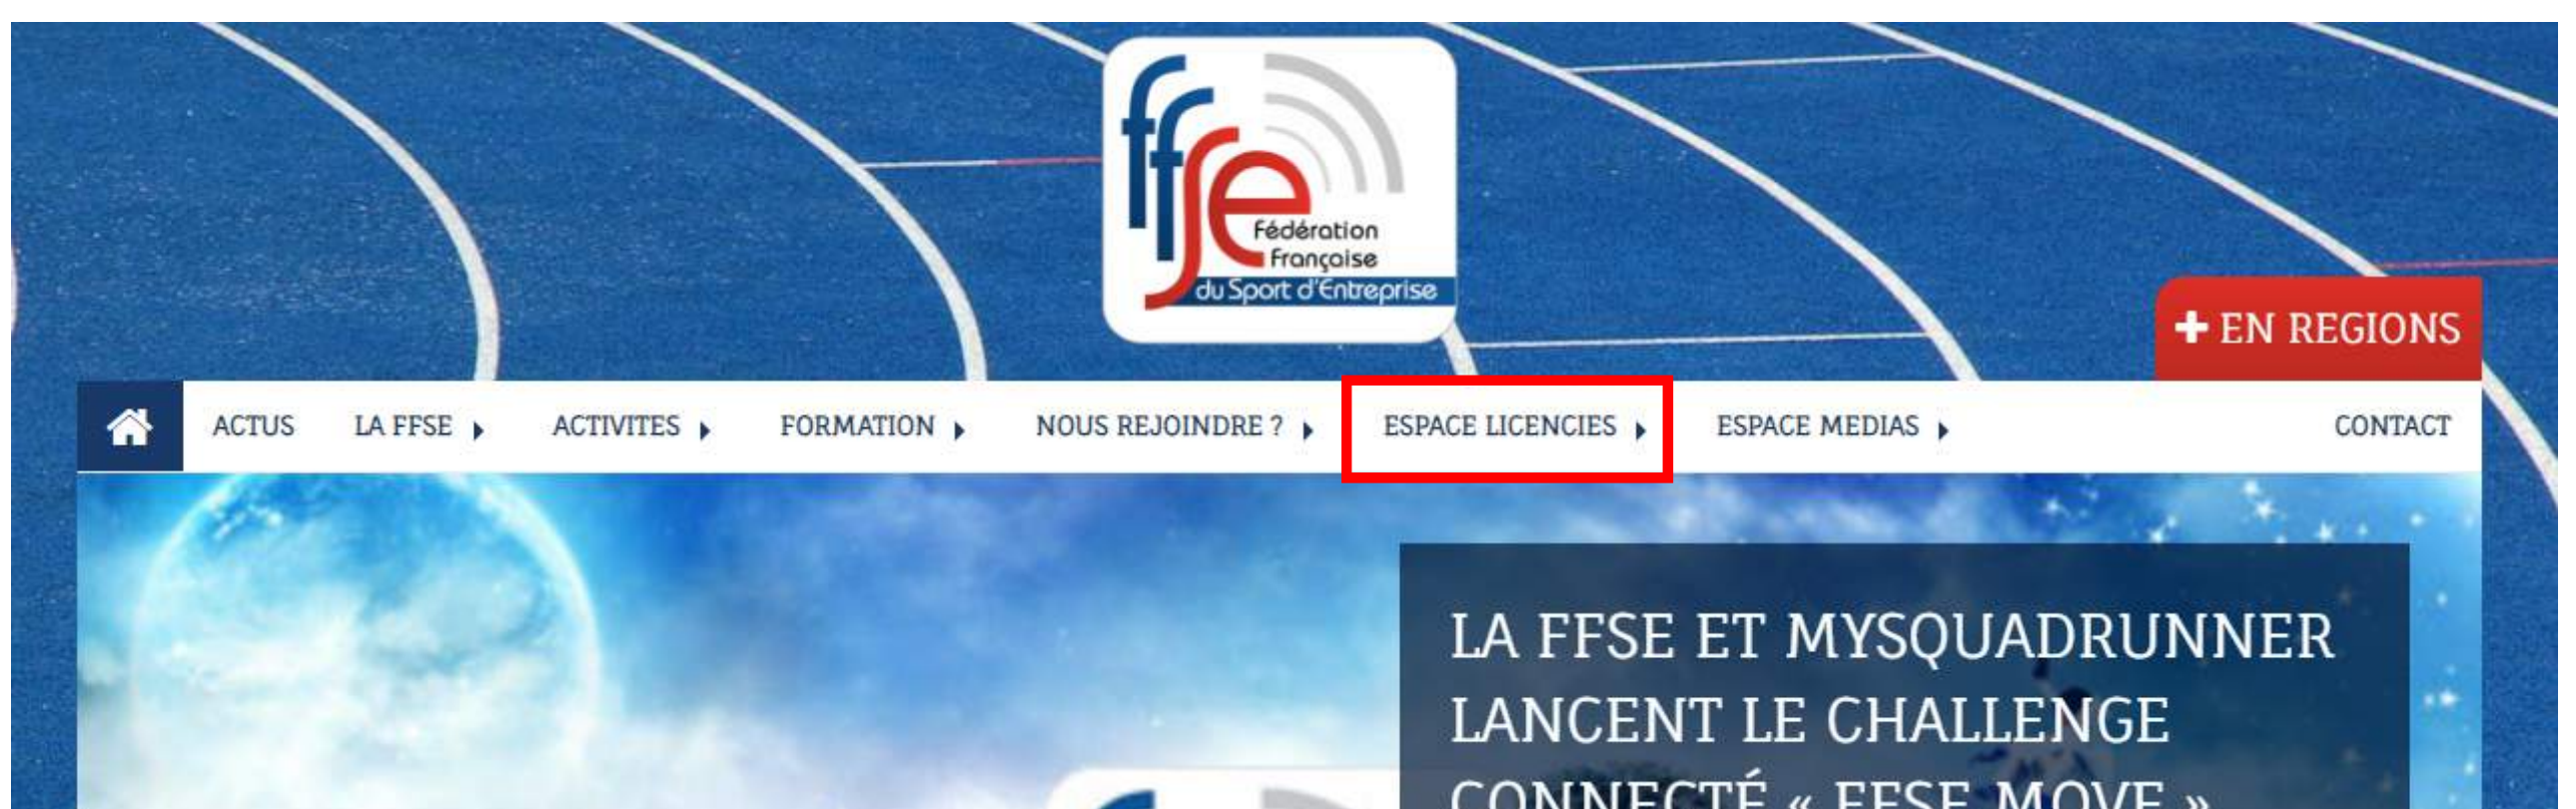 ffse
Fédération
Française
du Sport d'Entreprise
+ EN REGIONS
ACTUS LA FFSE ACTIVITES FORMATION NOUS REJOINDRE ? ESPACE LICENCIES ESPACE MEDIAS CONTACT
LA FFSE ET MYSQUADRUNNER
LANCENT LE CHALLENGE
CONNECTÉ « FFSE MOVE »